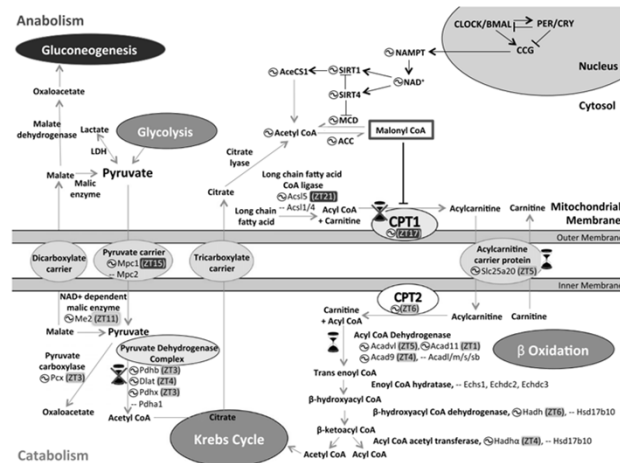 Anabolism
Gluconeogenesis
Oxaloacetate
Malate
dehydrogenase
Lactate
LDH
Glycolysis
Pyruvate
Malate
Malic
enzyme
Citrate
lyase
Citrate
CLOCK/BMAL
PER/CRY
CCG
Nucleus
Cytosol
NAMPT
NAD+
SIRT1
SIRT4
AceCS1
MCD
Acetyl CoA
ACC
Malonyl CoA
Long chain fatty acid
CoA ligase
Acsl5 (ZT21)
-- Acsl1/4
Long chain
fatty acid
Acyl CoA
+ Carnitine
CPT1
(ZT17)
Acylcarnitine
Carnitine
Mitochondrial
Membrane
Outer Membrane
Dicarboxylate
carrier
Pyruvate carrier
Mpc1 (ZT15)
-- Mpc2
Tricarboxylate
carrier
Acylcarnitine
carrier protein
Slc25a20 (ZT5)
Inner Membrane
NAD+ dependent
malic enzyme
Me2 (ZT11)
Malate
Pyruvate
Pyruvate
carboxylase
Pcx (ZT3)
Oxaloacetate
Pyruvate Dehydrogenase
Complex
Pdhb (ZT3)
Dlat (ZT4)
Pdhx (ZT3)
-- Pdha1
Acetyl CoA
Citrate
Krebs Cycle
Catabolism
CPT2
(ZT6)
Carnitine
+ Acyl CoA
Acylcarnitine
Carnitine
β Oxidation
Acyl CoA Dehydrogenase
Acadvl (ZT5), Acad11 (ZT1)
Acad9 (ZT4), -- Acadl/m/s/sb
Trans enoyl CoA
Enoyl CoA hydratase, -- Echs1, Echdc2, Echdc3
β-hydroxyacyl CoA
β-hydroxyacyl CoA dehydrogenase, Hadh (ZT6) -- Hsd17b10
β-ketoacyl CoA
Acyl CoA acetyl transferase, Hadhα (ZT4), -- Hsd17b10
Acetyl CoA
Acyl CoA